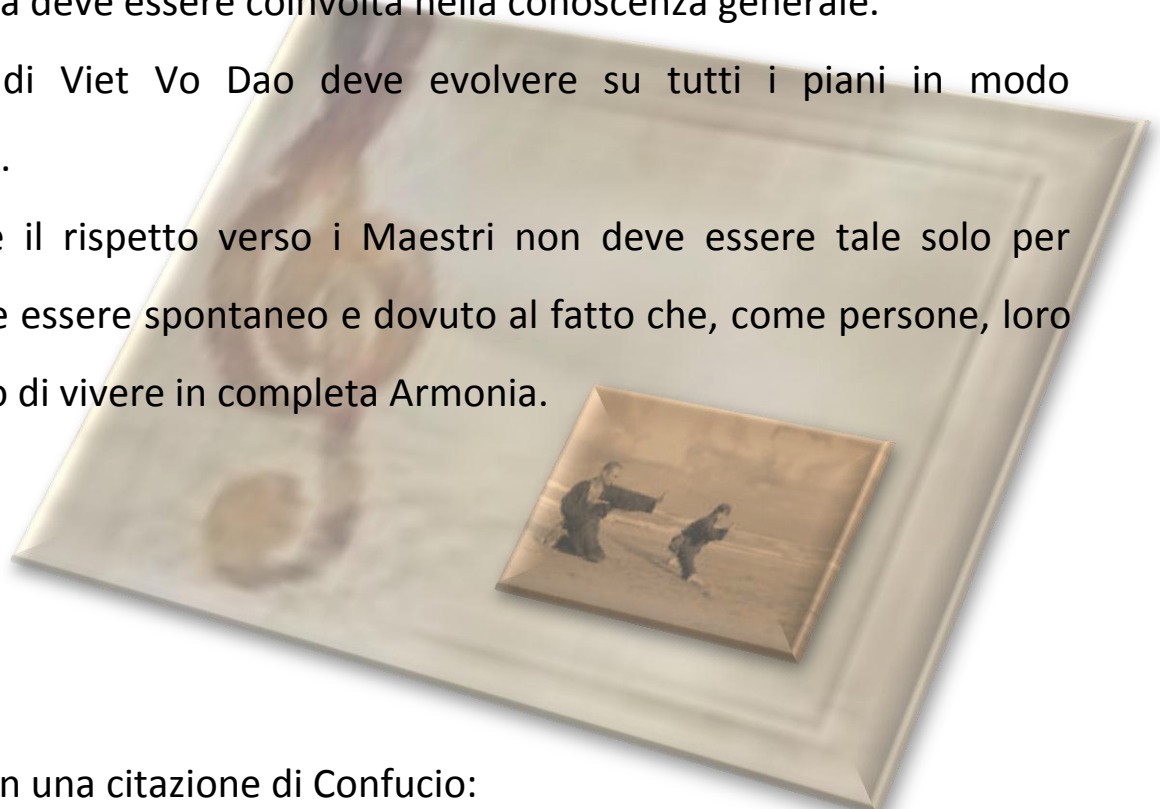 deve essere coinvolta nella conoscenza generale.
di Viet Vo Dao deve evolvere su tutti i piani in modo
.
il rispetto verso i Maestri non deve essere tale solo per
essere spontaneo e dovuto al fatto che, come persone, loro
di vivere in completa Armonia.
una citazione di Confucio: